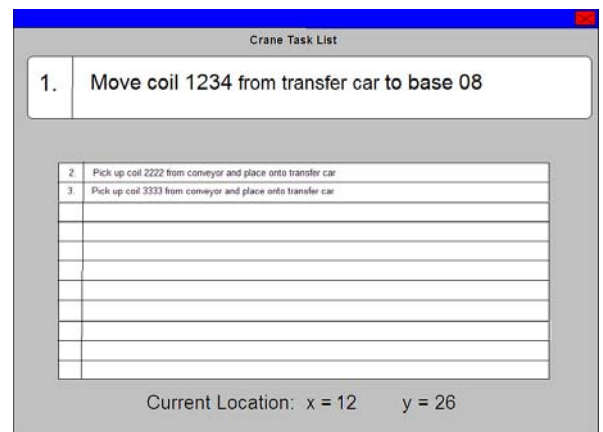 Crane Task List
1. Move coil 1234 from transfer car to base 08
2. Pick up coil 2222 from conveyor and place onto transfer car
3. Pick up coil 3333 from conveyor and place onto transfer car
Current Location: x = 12 y = 26